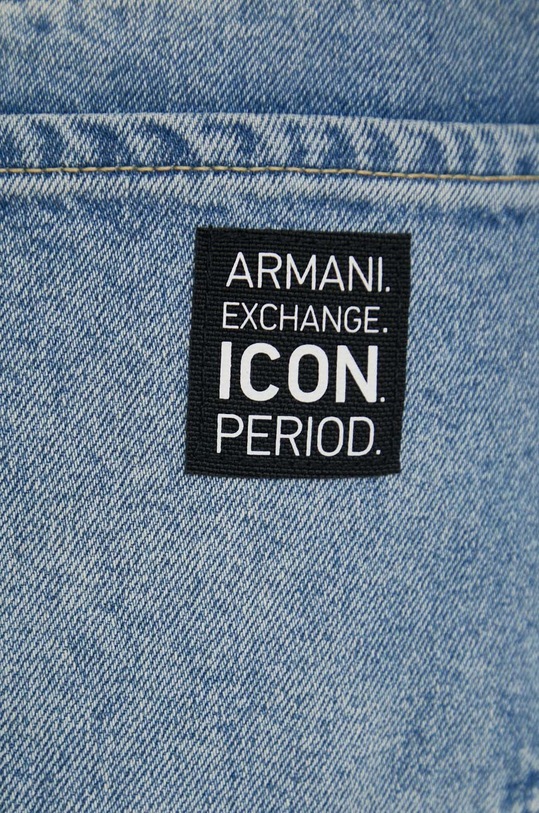 ARMANI.
EXCHANGE.
ICON.
PERIOD.